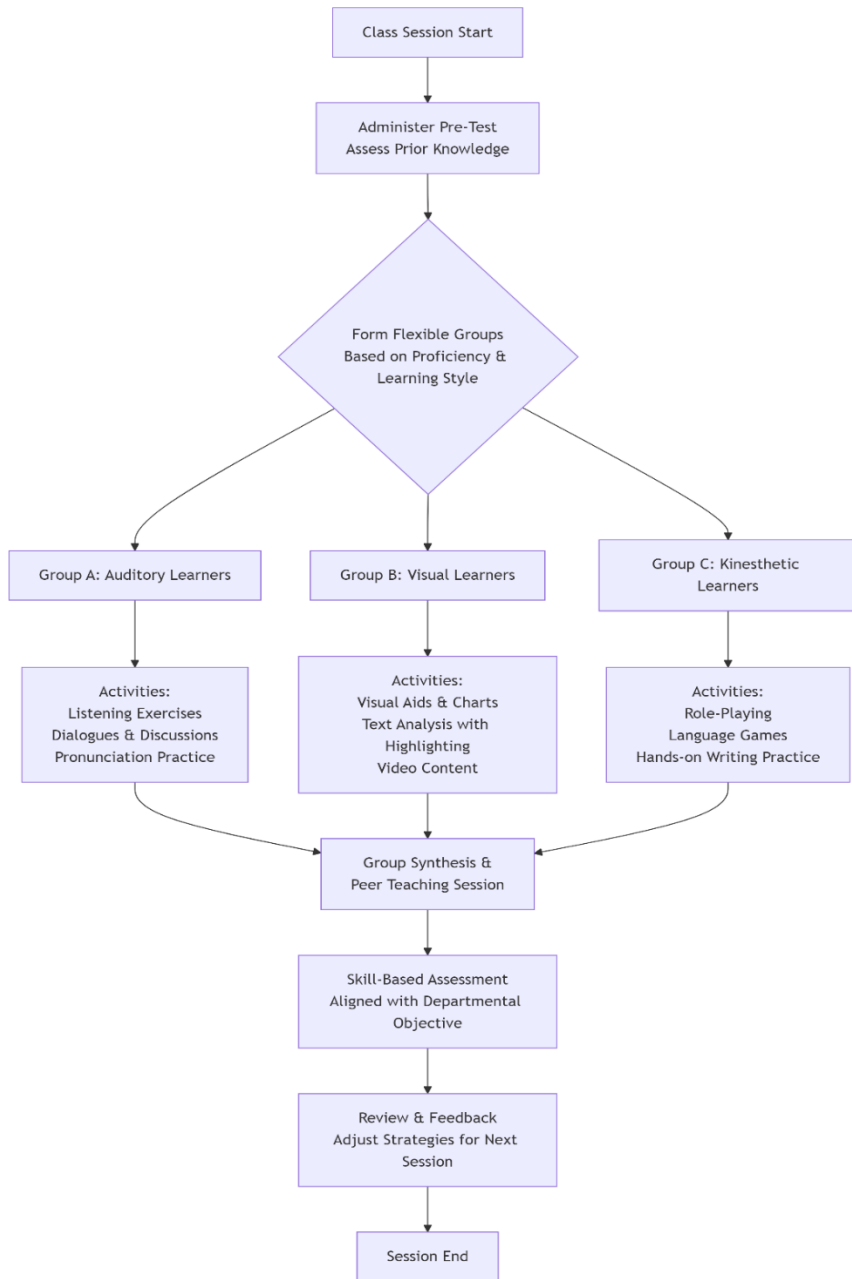 Class Session Start
Administer Pre-Test
Assess Prior Knowledge
Form Flexible Groups
Based on Proficiency &
Learning Style
Group A: Auditory Learners
Group B: Visual Learners
Group C: Kinesthetic
Learners
Activities:
Listening Exercises
Dialogues & Discussions
Pronunciation Practice
Activities:
Visual Aids & Charts
Text Analysis with
Highlighting
Video Content
Activities:
Role-Playing
Language Games
Hands-on Writing Practice
Group Synthesis &
Peer Teaching Session
Skill-Based Assessment
Aligned with Departmental
Objective
Review & Feedback
Adjust Strategies for Next
Session
Session End